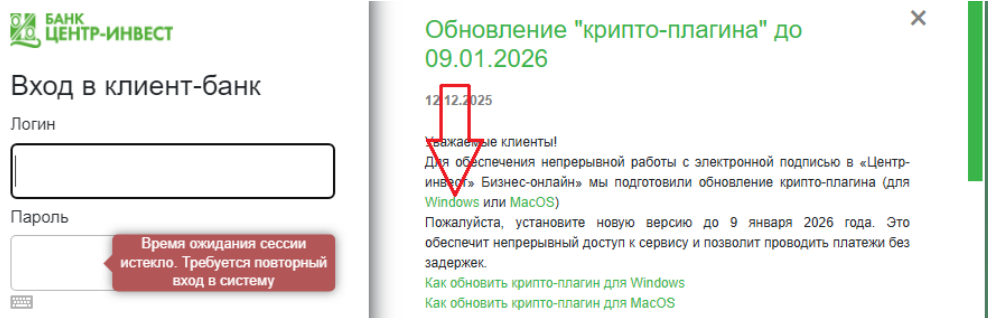 БАНК
ЦЕНТР-ИНВЕСТ
Вход в клиент-банк
Логин
Пароль
Время ожидания сессии
истекло. Требуется повторный
вход в систему
Обновление "крипто-плагина" до
09.01.2026
12.12.2025
Уважаемые клиенты!
Для обеспечения непрерывной работы с электронной подписью в «Центр-
инвест» Бизнес-онлайн» мы подготовили обновление крипто-плагина (для
Windows или MacOS)
Пожалуйста, установите новую версию до 9 января 2026 года. Это
обеспечит непрерывный доступ к сервису и позволит проводить платежи без
задержек.
Как обновить крипто-плагин для Windows
Как обновить крипто-плагин для MacOS